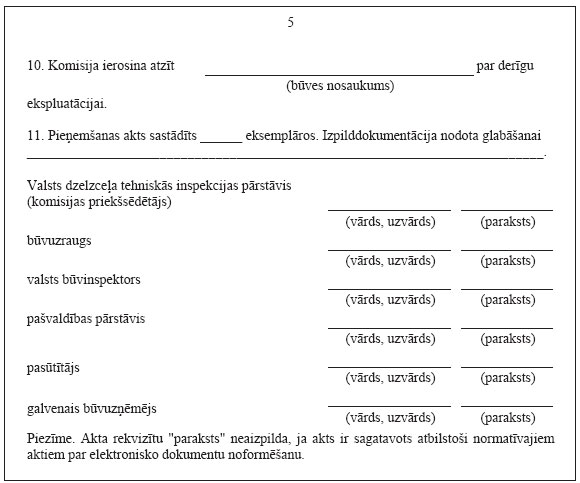 5
10. Komisija ierosina atzīt ______ par derīgu
(būves nosaukums)
ekspluatācijai.
11. Pieņemšanas akts sastādīts ______ eksemplāros. Izpilddokumentācija nodota glabāšanai
______.
Valsts dzelzceļa tehniskās inspekcijas pārstāvis
(komisijas priekšsēdētājs)
(vārds, uzvārds) (paraksts)
būvuzraugs
(vārds, uzvārds) (paraksts)
valsts būvinspektors
(vārds, uzvārds) (paraksts)
pašvaldības pārstāvis
(vārds, uzvārds) (paraksts)
pasūtītājs
(vārds, uzvārds) (paraksts)
galvenais būvuzņēmējs
(vārds, uzvārds) (paraksts)
Piezīme. Akta rekvizītu "paraksts" neaizpilda, ja akts ir sagatavots atbilstoši normatīvajiem
aktiem par elektronisko dokumentu noformēšanu.